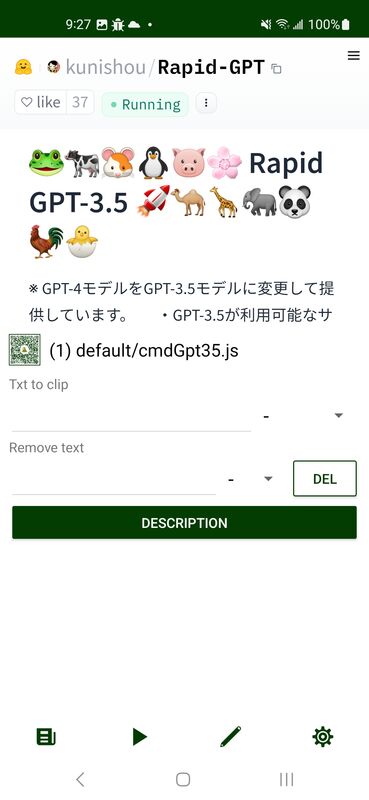 9:27 100%
kunishou/Rapid-GPT
like 37 Running
Rapid
GPT-3.5
※ GPT-4モデルをGPT-3.5モデルに変更して提
供しています。 ・GPT-3.5が利用可能なサ
(1) default/cmdGpt35.js
Txt to clip
-
Remove text
- DEL
DESCRIPTION